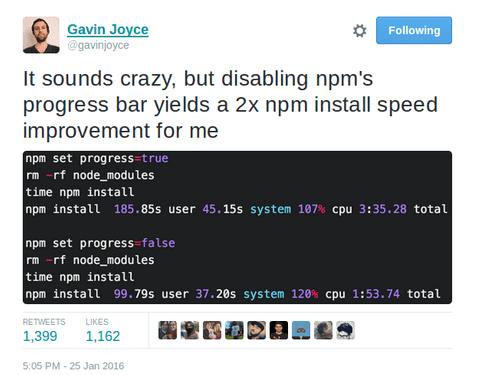 Gavin Joyce
@gavinjoyce
Following
It sounds crazy, but disabling npm's
progress bar yields a 2x npm install speed
improvement for me
npm set progress=true
rm -rf node_modules
time npm install
npm install  185.85s user 45.15s system 107% cpu 3:35.28 total
npm set progress=false
rm -rf node_modules
time npm install
npm install  99.79s user 37.20s system 120% cpu 1:53.74 total
RETWEETS LIKES
1,399 1,162
5:05 PM - 25 Jan 2016